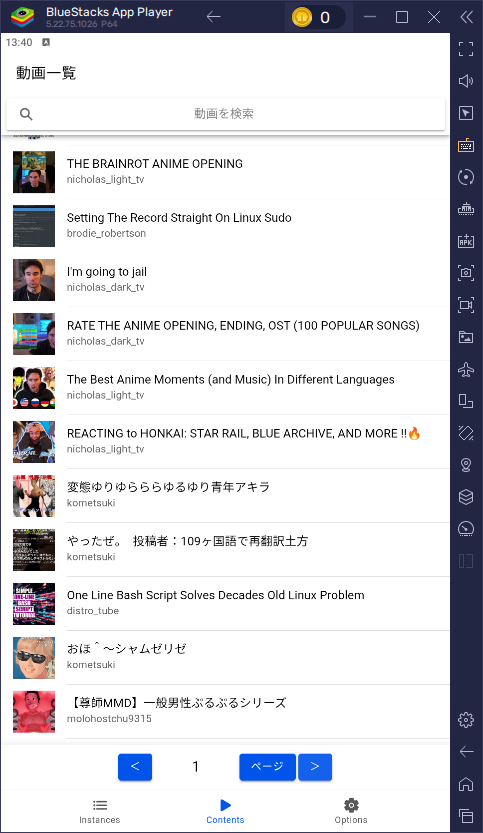 BlueStacks App Player
5.22.75.1026 P64
0
13:40
A
動画一覧
動画を検索
THE BRAINROT ANIME OPENING
nicholas_light_tv
Setting The Record Straight On Linux Sudo
brodie_robertson
I'm going to jail
nicholas_dark_tv
RATE THE ANIME OPENING, ENDING, OST (100 POPULAR SONGS)
nicholas_dark_tv
The Best Anime Moments (and Music) In Different Languages
nicholas_light_tv
REACTING to HONKAI: STAR RAIL, BLUE ARCHIVE, AND MORE !!🔥
nicholas_light_tv
変態ゆりゆらららゆるゆり青年アキラ
kometsuki
やったぜ。 投稿者：109ヶ国語で再翻訳土方
kometsuki
One Line Bash Script Solves Decades Old Linux Problem
distro_tube
おほ＾～シャムゼリゼ
kometsuki
【尊師MMD】一般男性ぶるぶるシリーズ
molohostchu9315
< 1 ページ >
Instances Contents Options